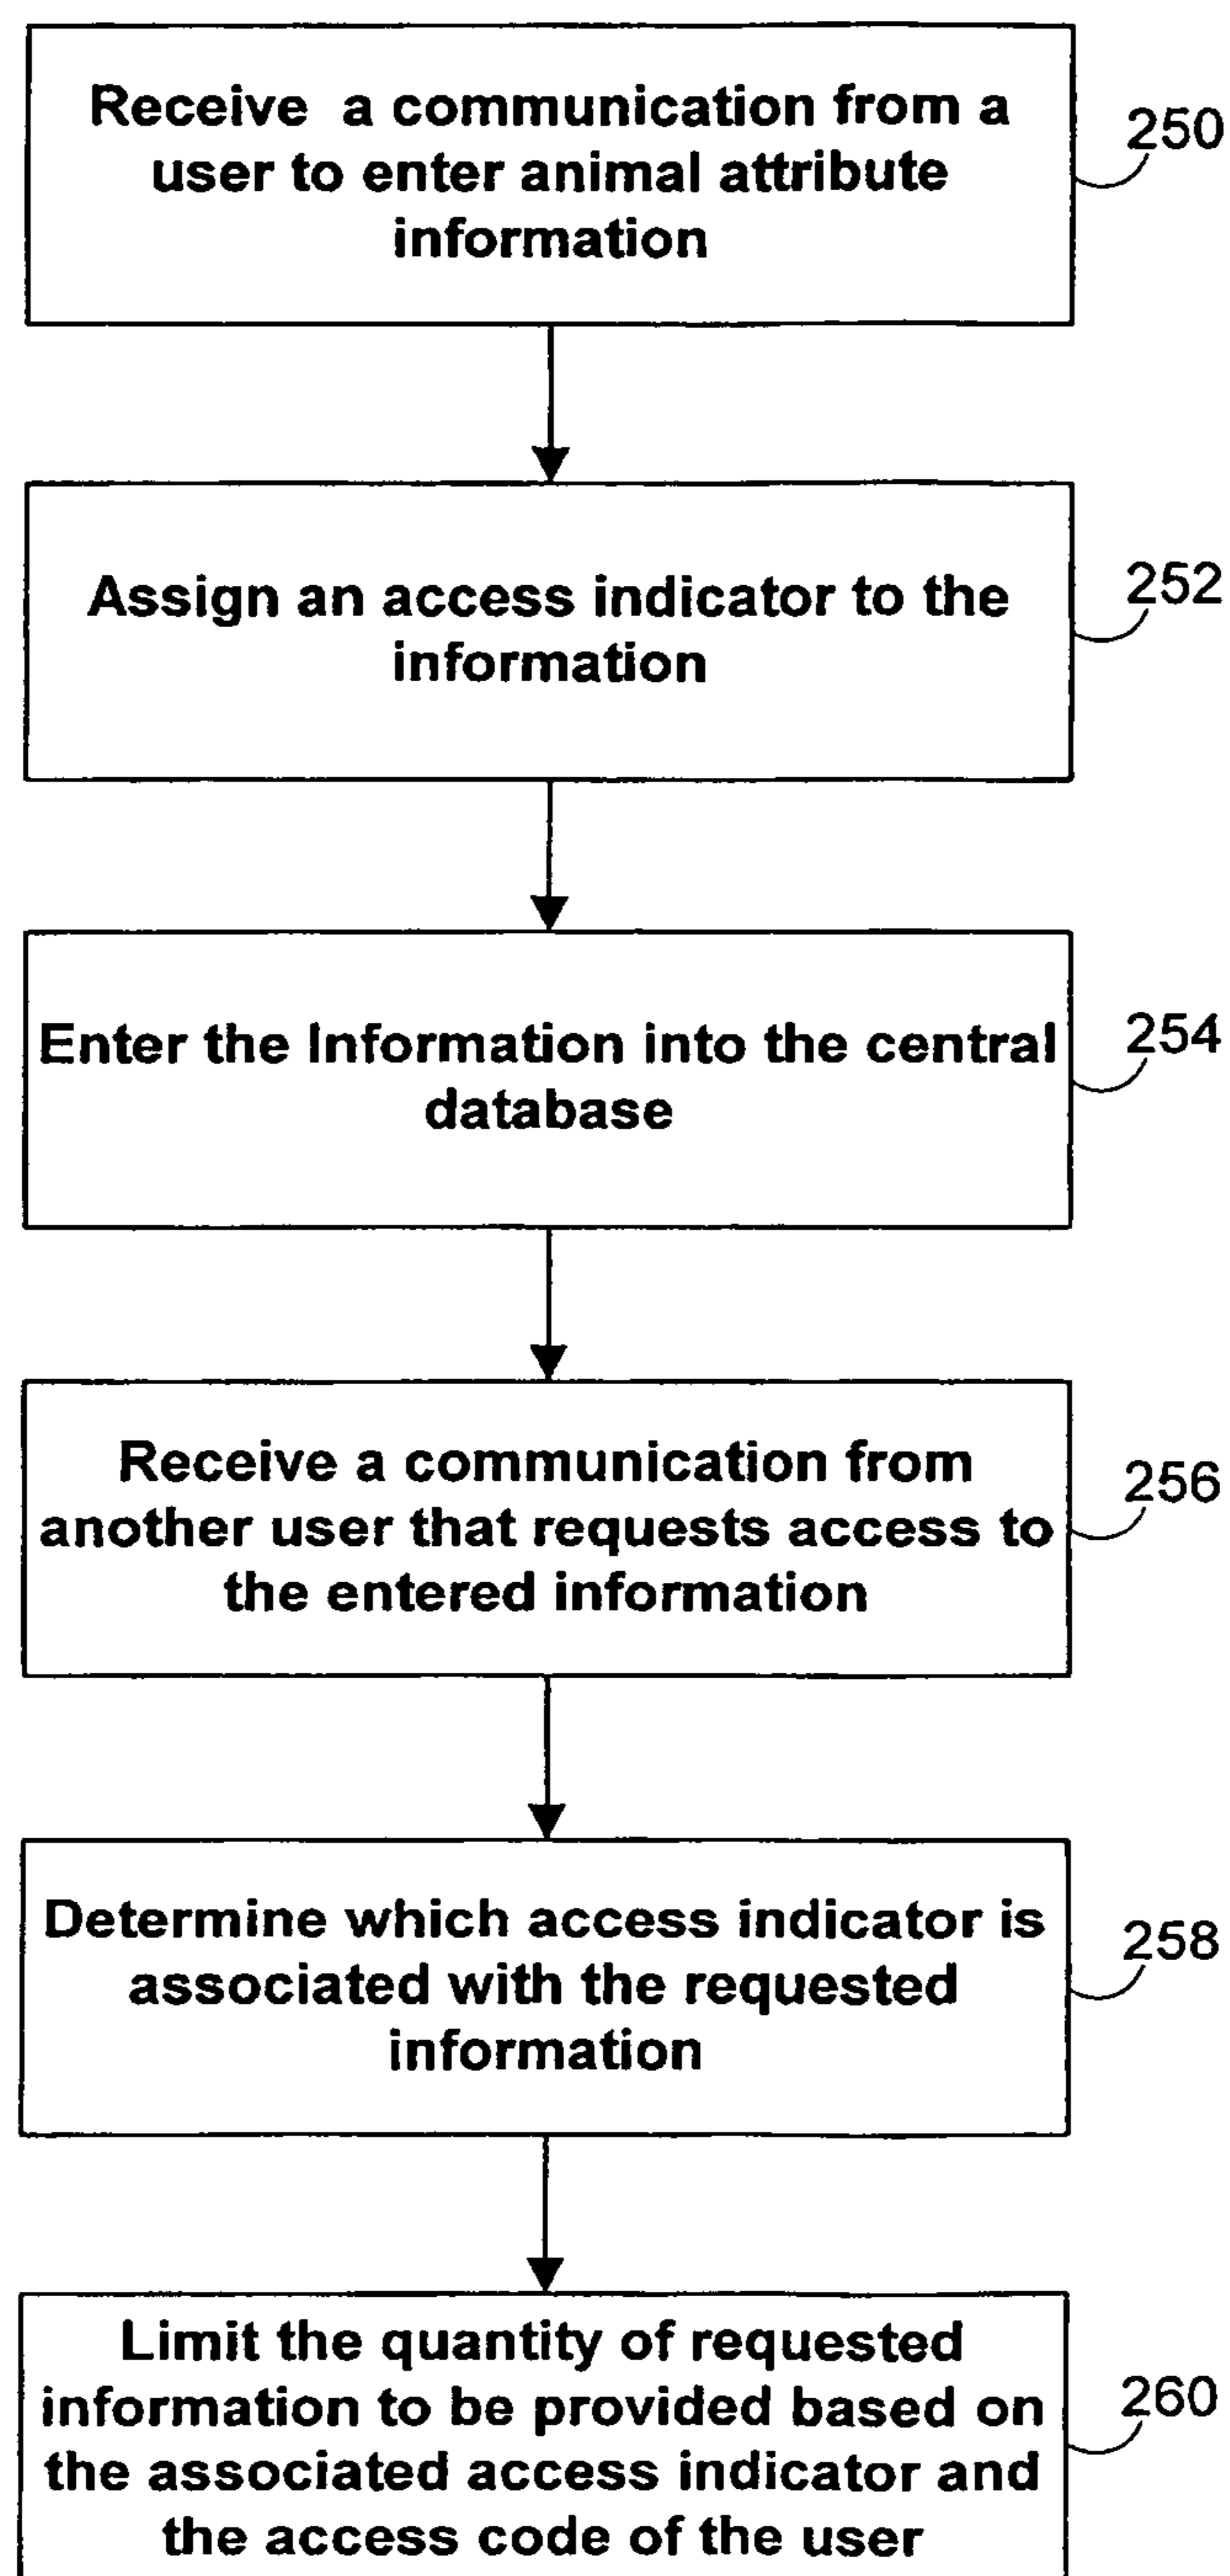 Receive a communication from a
user to enter animal attribute
information
250
Assign an access indicator to the
information
252
Enter the Information into the central
database
254
Receive a communication from
another user that requests access to
the entered information
256
Determine which access indicator is
associated with the requested
information
258
Limit the quantity of requested
information to be provided based on
the associated access indicator and
the access code of the user
260